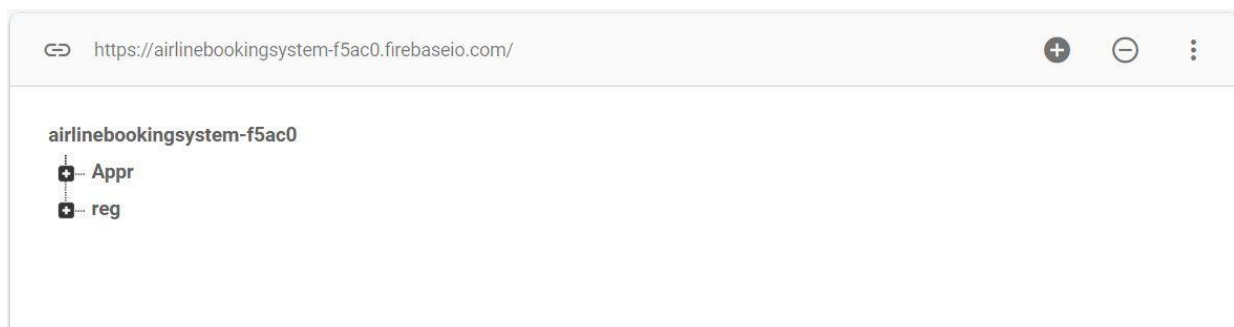 https://airlinebookingsystem-f5ac0.firebaseio.com/
airlinebookingsystem-f5ac0
Appr
reg